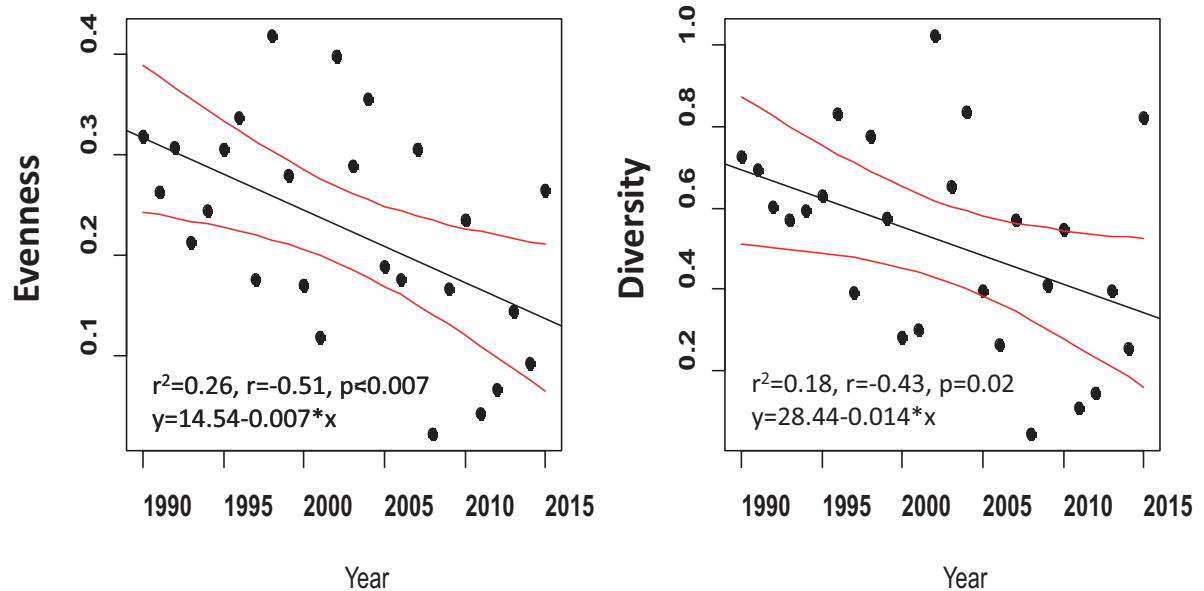 Evenness
0.4
0.3
0.2
0.1
r²=0.26, r=-0.51, p<0.007
y=14.54-0.007*x
1990 1995 2000 2005 2010 2015
Year
Diversity
1.0
0.8
0.6
0.4
0.2
r²=0.18, r=-0.43, p=0.02
y=28.44-0.014*x
1990 1995 2000 2005 2010 2015
Year